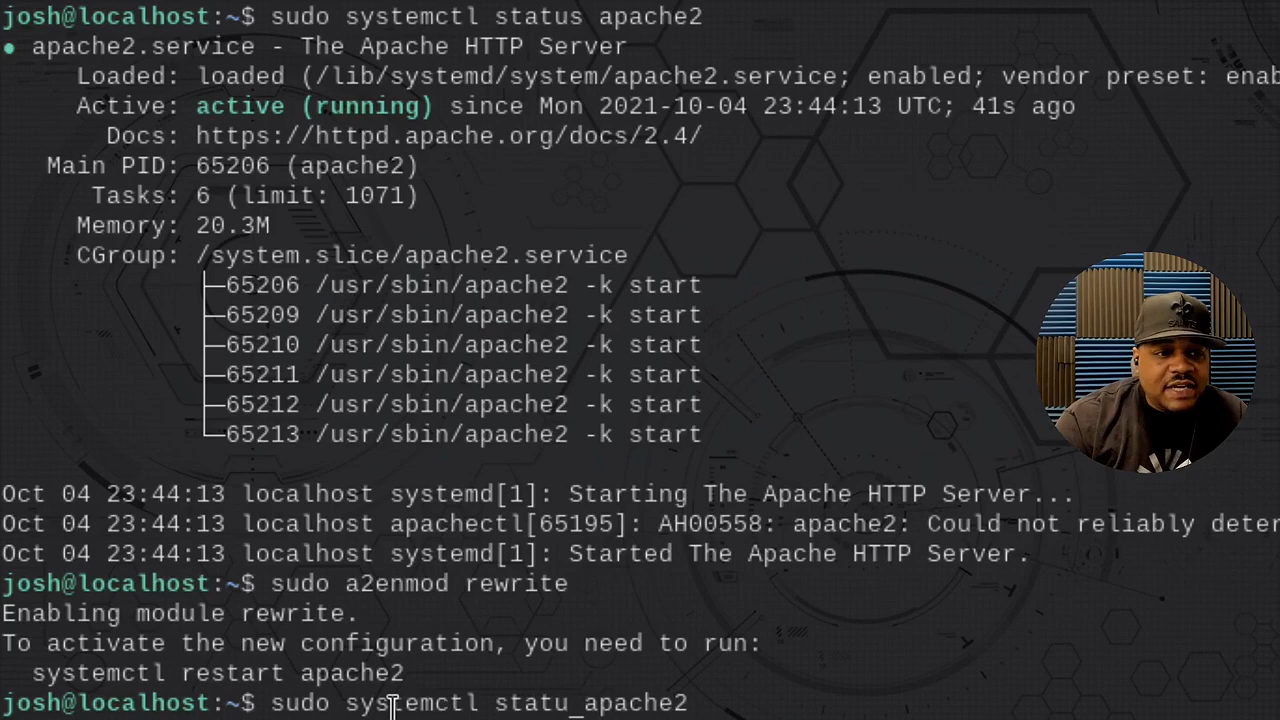 josh@localhost:~$ sudo systemctl status apache2
● apache2.service - The Apache HTTP Server
Loaded: loaded (/lib/systemd/system/apache2.service; enabled; vendor preset: enab
Active: active (running) since Mon 2021-10-04 23:44:13 UTC; 41s ago
Docs: https://httpd.apache.org/docs/2.4/
Main PID: 65206 (apache2)
Tasks: 6 (limit: 1071)
Memory: 20.3M
CGroup: /system.slice/apache2.service
├─65206 /usr/sbin/apache2 -k start
├─65209 /usr/sbin/apache2 -k start
├─65210 /usr/sbin/apache2 -k start
├─65211 /usr/sbin/apache2 -k start
├─65212 /usr/sbin/apache2 -k start
└─65213 /usr/sbin/apache2 -k start
Oct 04 23:44:13 localhost systemd[1]: Starting The Apache HTTP Server...
Oct 04 23:44:13 localhost apachectl[65195]: AH00558: apache2: Could not reliably deter
Oct 04 23:44:13 localhost systemd[1]: Started The Apache HTTP Server.
josh@localhost:~$ sudo a2enmod rewrite
Enabling module rewrite.
To activate the new configuration, you need to run:
systemctl restart apache2
josh@localhost:~$ sudo systemctl statu_apache2